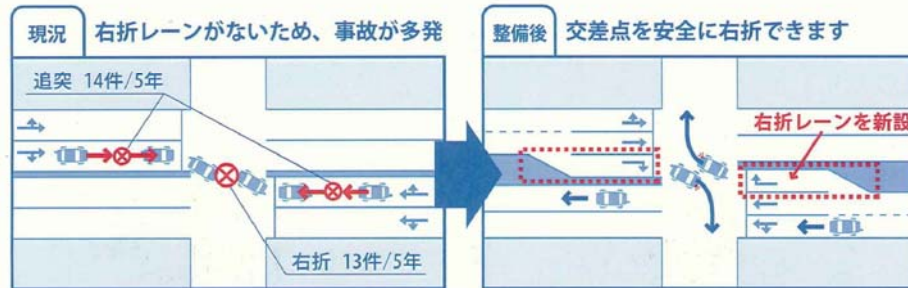 現況
右折レーンがないため、事故が多発
追突 14件/5年
右折 13件/5年
整備後
交差点を安全に右折できます
右折レーンを新設